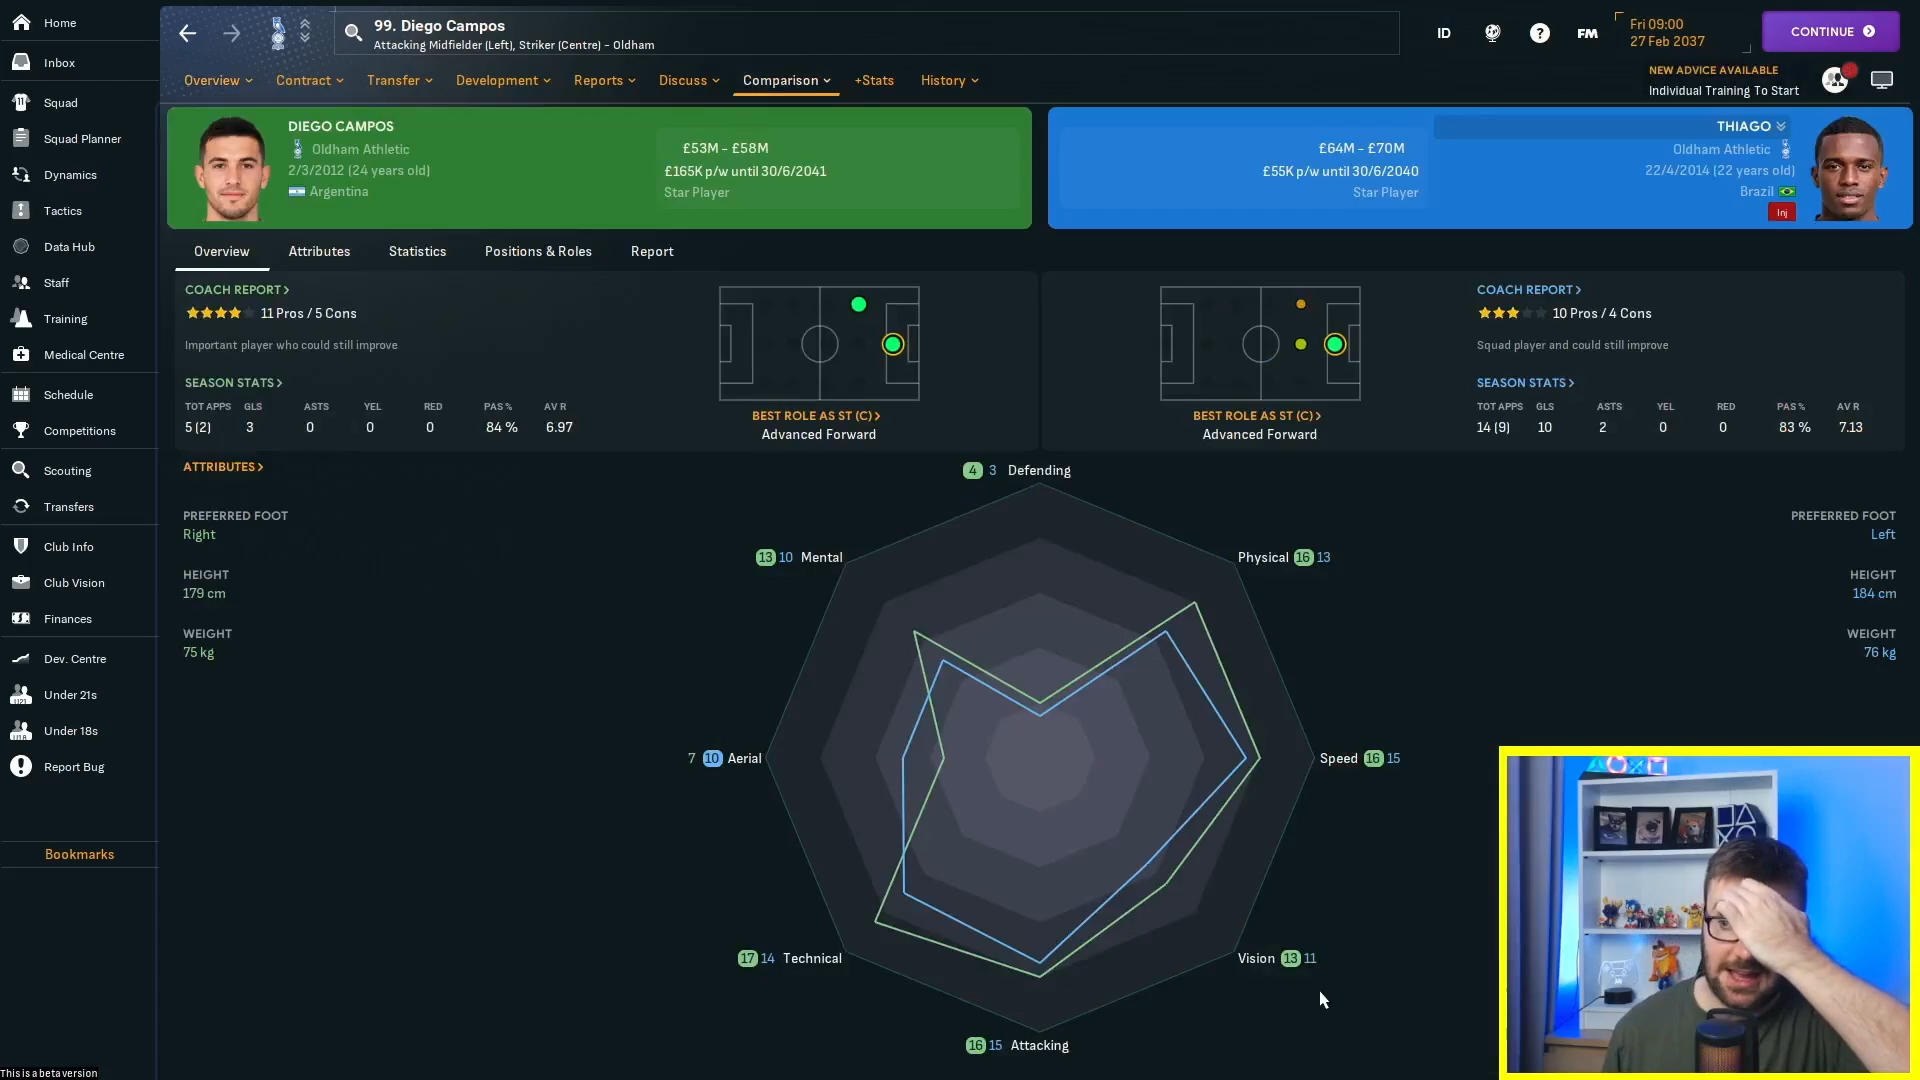 Home
Inbox
Squad
Squad Planner
Dynamics
Tactics
Data Hub
Staff
Training
Medical Centre
Schedule
Competitions
Scouting
Transfers
Club Info
Club Vision
Finances
Dev. Centre
Under 21s
Under 18s
Report Bug
Bookmarks
This is a beta version
99. Diego Campos
Attacking Midfielder (Left), Striker (Centre) - Oldham
ID
?
FM
Fri 09:00
27 Feb 2037
CONTINUE
Overview Contract Transfer Development Reports Discuss Comparison +Stats History
NEW ADVICE AVAILABLE
Individual Training To Start
DIEGO CAMPOS
Oldham Athletic
2/3/2012 (24 years old)
Argentina
£53M - £58M
£165K p/w until 30/6/2041
Star Player
£64M - £70M
£55K p/w until 30/6/2040
Star Player
THIAGO
Oldham Athletic
22/4/2014 (22 years old)
Brazil
Inj
Overview Attributes Statistics Positions & Roles Report
COACH REPORT >
11 Pros / 5 Cons
Important player who could still improve
SEASON STATS >
TOT APPS GLS ASTS YEL RED PAS % AV R
5 (2) 3 0 0 0 84 % 6.97
BEST ROLE AS ST (C) >
Advanced Forward
BEST ROLE AS ST (C) >
Advanced Forward
COACH REPORT >
10 Pros / 4 Cons
Squad player and could still improve
SEASON STATS >
TOT APPS GLS ASTS YEL RED PAS % AV R
14 (9) 10 2 0 0 83 % 7.13
ATTRIBUTES >
PREFERRED FOOT
Right
HEIGHT
179 cm
WEIGHT
75 kg
4 3 Defending
13 10 Mental
Physical 16 13
7 10 Aerial
Speed 16 15
17 14 Technical
Vision 13 11
16 15 Attacking
PREFERRED FOOT
Left
HEIGHT
184 cm
WEIGHT
76 kg